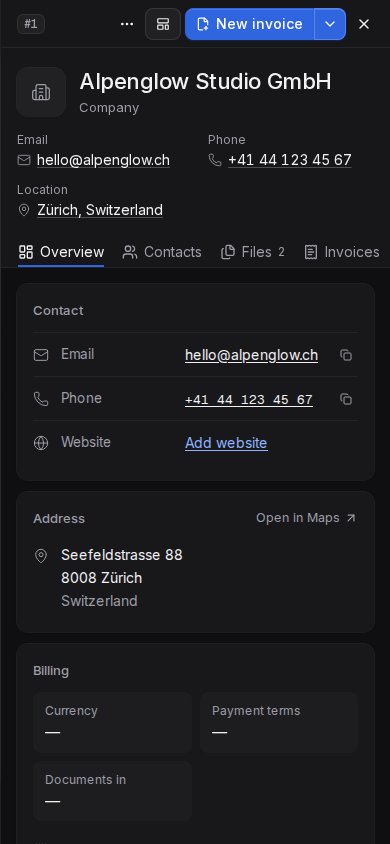 #1
New invoice
Alpenglow Studio GmbH
Company
Email
Phone
hello@alpenglow.ch
+41 44 123 45 67
Location
Zürich, Switzerland
Overview
Contacts
Files 2
Invoices
Contact
Email
hello@alpenglow.ch
Phone
+41 44 123 45 67
Website
Add website
Address
Open in Maps
Seefeldstrasse 88
8008 Zürich
Switzerland
Billing
Currency
—
Payment terms
—
Documents in
—